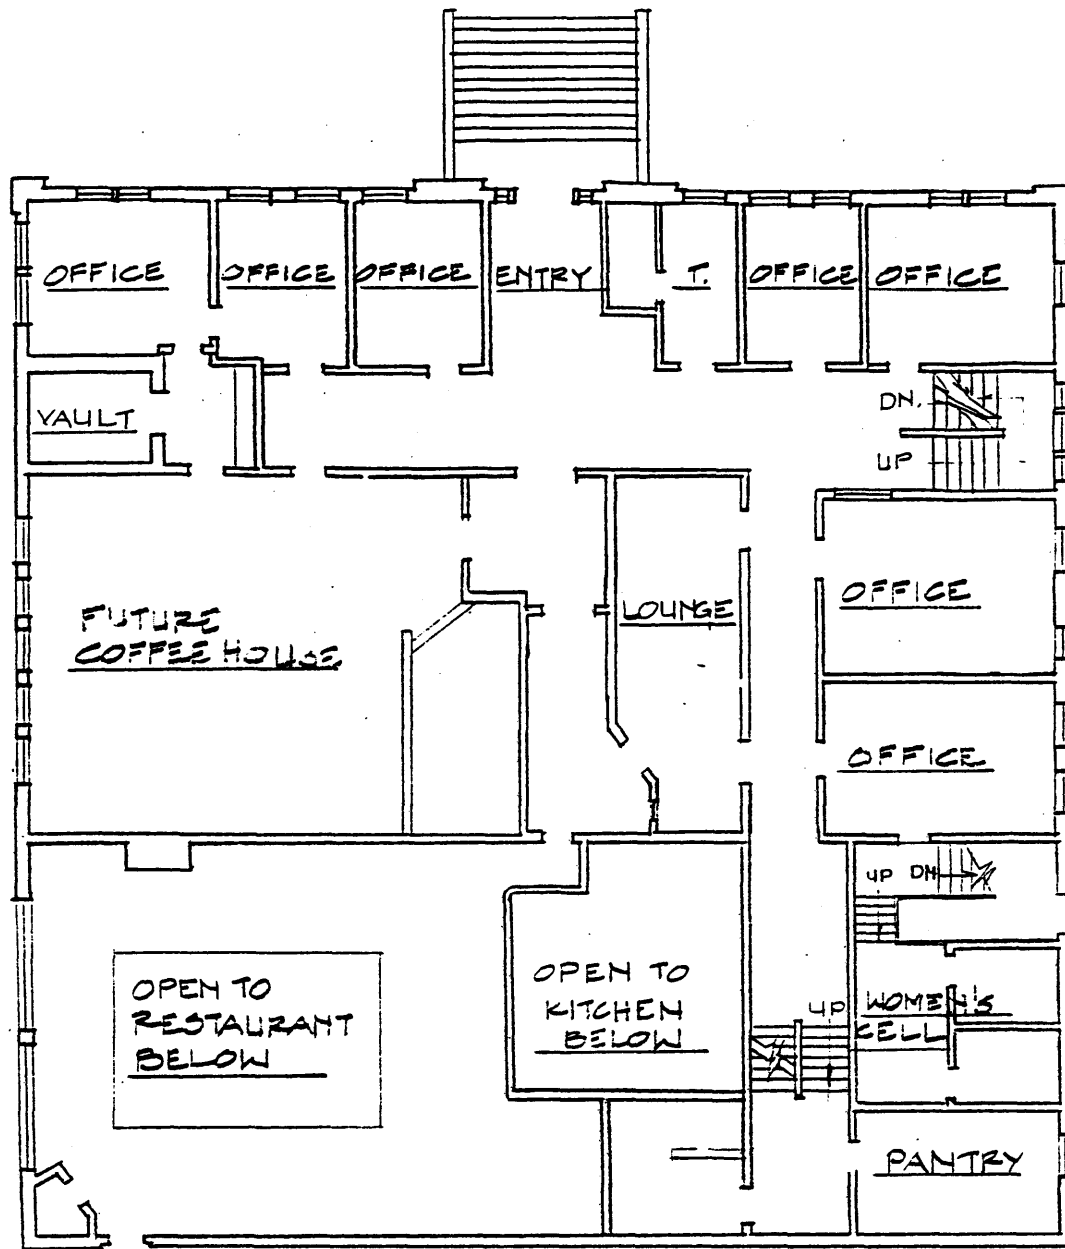 OFFICE
OFFICE
OFFICE
ENTRY
T.
OFFICE
OFFICE
VAULT
DN.
UP
FUTURE
COFFEE HOUSE
LOUNGE
OFFICE
OFFICE
UP
DN
OPEN TO
RESTAURANT
BELOW
OPEN TO
KITCHEN
BELOW
UP
WOMEN'S
CELL
PANTRY